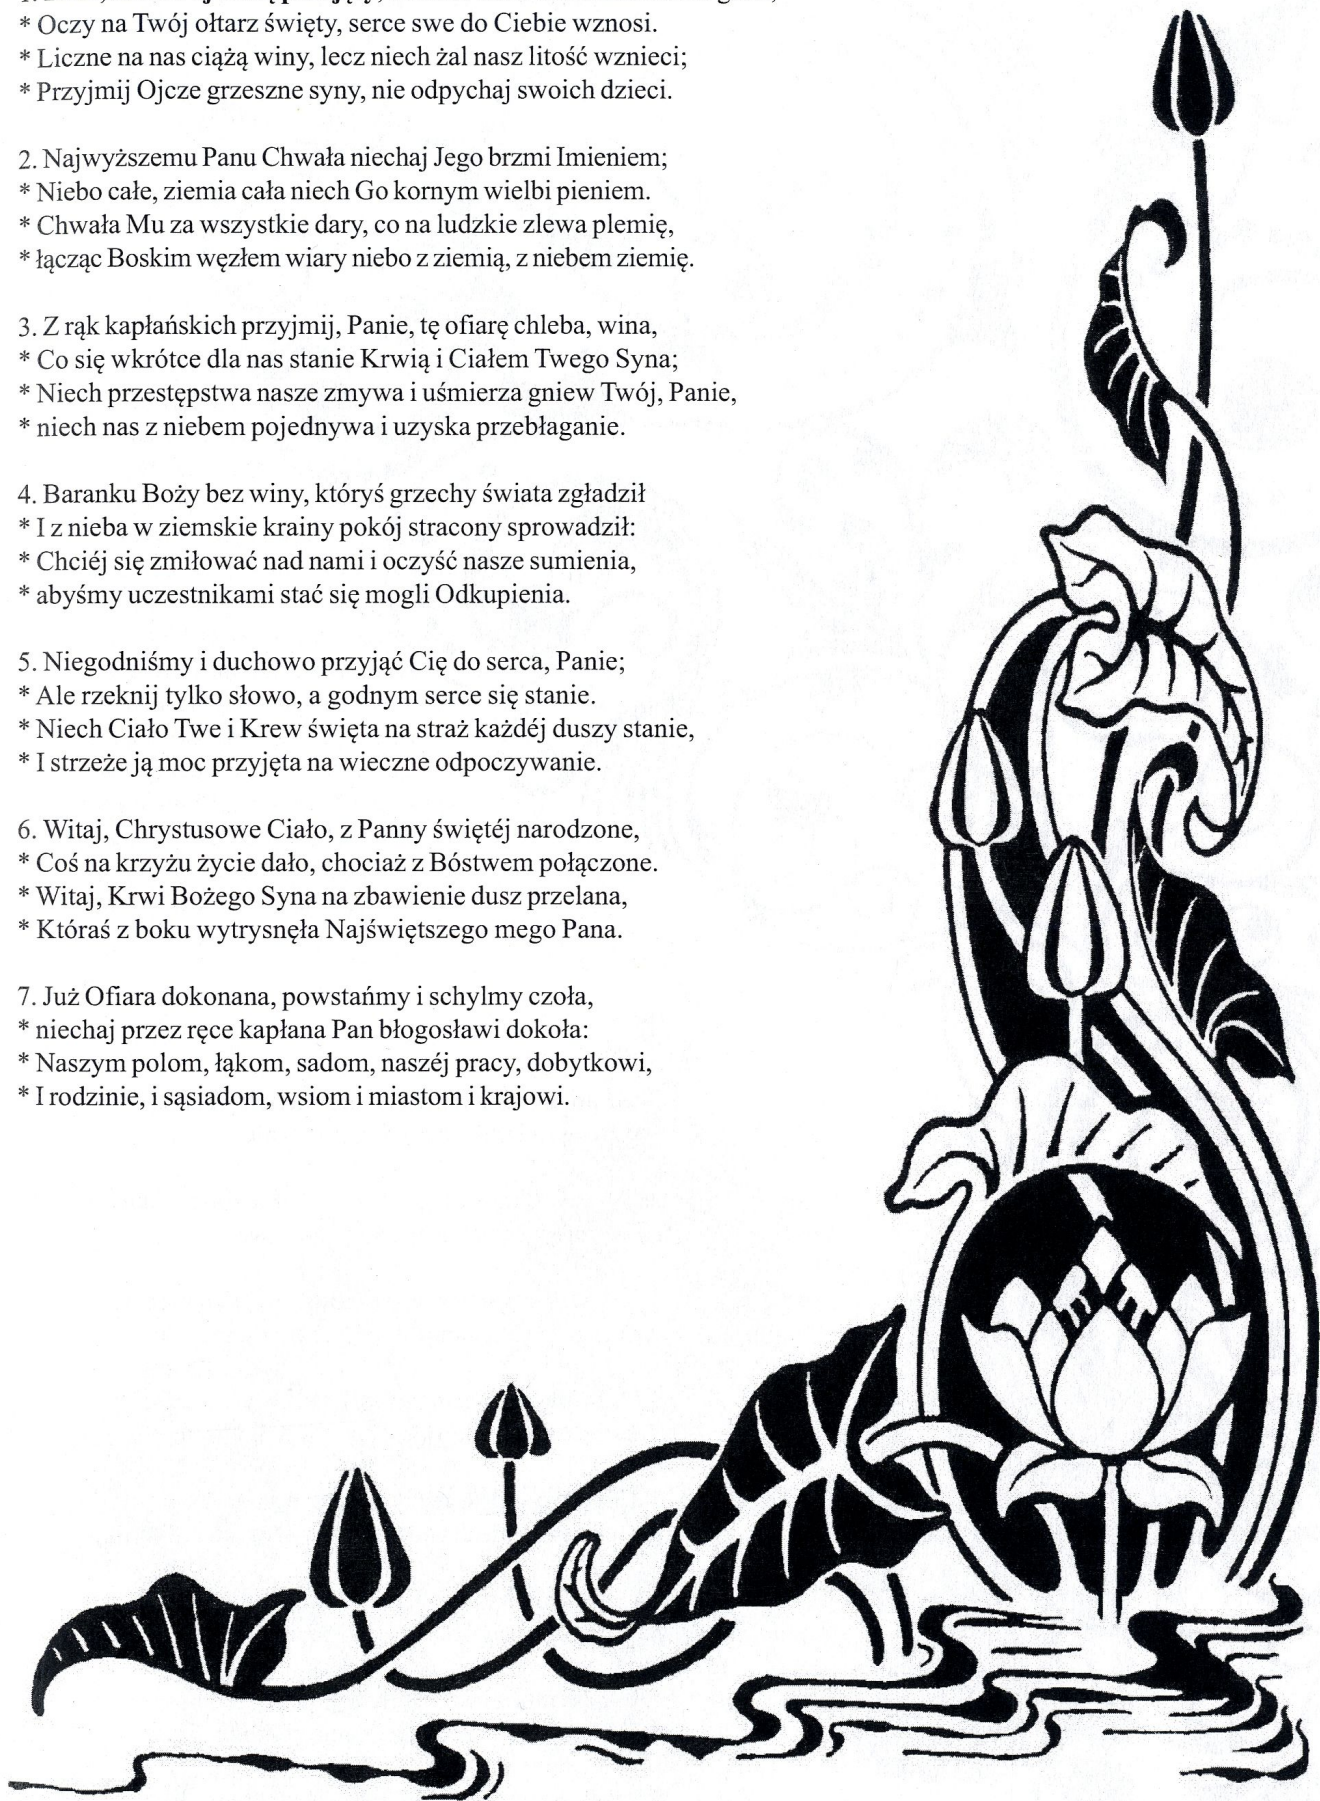 * Oczy na Twój ołtarz święty, serce swe do Ciebie wznosi.
* Liczne na nas ciążą winy, lecz niech żal nasz litość wznieci;
* Przyjmij Ojcze grzeszne syny, nie odpychaj swoich dzieci.
2. Najwyższemu Panu Chwała niechaj Jego brzmi Imieniem;
* Niebo całe, ziemia cała niech Go kornym wielbi pieniem.
* Chwała Mu za wszystkie dary, co na ludzkie zlewa plemię,
* łącząc Boskim węzłem wiary niebo z ziemią, z niebem ziemię.
3. Z rąk kapłańskich przyjmij, Panie, tę ofiarę chleba, wina,
* Co się wkrótce dla nas stanie Krwią i Ciałem Twego Syna;
* Niech przestępstwa nasze zmywa i uśmierza gniew Twój, Panie,
* niech nas z niebem pojednywa i uzyska przebłaganie.
4. Baranku Boży bez winy, któryś grzechy świata zgładził
* I z nieba w ziemskie krainy pokój stracony sprowadził:
* Chciéj się zmiłować nad nami i oczyść nasze sumienia,
* abyśmy uczestnikami stać się mogli Odkupienia.
5. Niegodniśmy i duchowo przyjąć Cię do serca, Panie;
* Ale rzeknij tylko słowo, a godnym serce się stanie.
* Niech Ciało Twe i Krew święta na straż każdéj duszy stanie,
* I strzeże ją moc przyjęta na wieczne odpoczywanie.
6. Witaj, Chrystusowe Ciało, z Panny świętéj narodzone,
* Coś na krzyżu życie dało, chociaż z Bóstwem połączone.
* Witaj, Krwi Bożego Syna na zbawienie dusz przelana,
* Któraś z boku wytrysnęła Najświętszego mego Pana.
7. Już Ofiara dokonana, powstańmy i schylmy czoła,
* niechaj przez ręce kapłana Pan błogosławi dokoła:
* Naszym polom, łąkom, sadom, naszéj pracy, dobytkowi,
* I rodzinie, i sąsiadom, wsiom i miastom i krajowi.